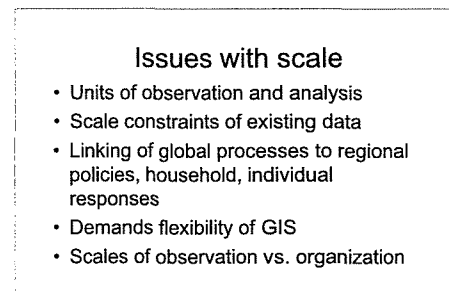 Issues with scale
• Units of observation and analysis
• Scale constraints of existing data
• Linking of global processes to regional
policies, household, individual
responses
• Demands flexibility of GIS
• Scales of observation vs. organization